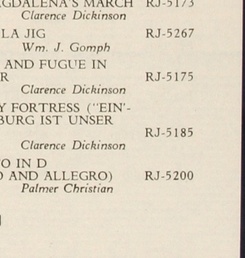 GDALENA'S MARCH RJ-5173
Clarence Dickinson
LA JIG RJ-5267
Wm. J. Gomph
AND FUGUE IN
R RJ-5175
Clarence Dickinson
Y FORTRESS ("EIN'-
BURG IST UNSER
RJ-5185
Clarence Dickinson
O IN D
O AND ALLEGRO) RJ-5200
Palmer Christian